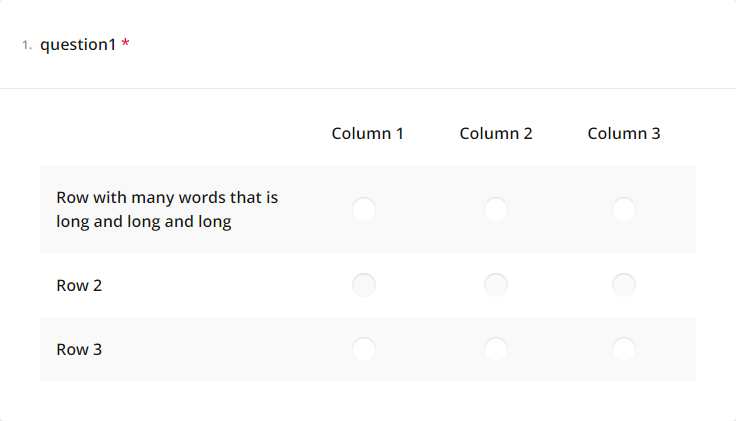 1. question1 *
Column 1 Column 2 Column 3
Row with many words that is
long and long and long
Row 2
Row 3